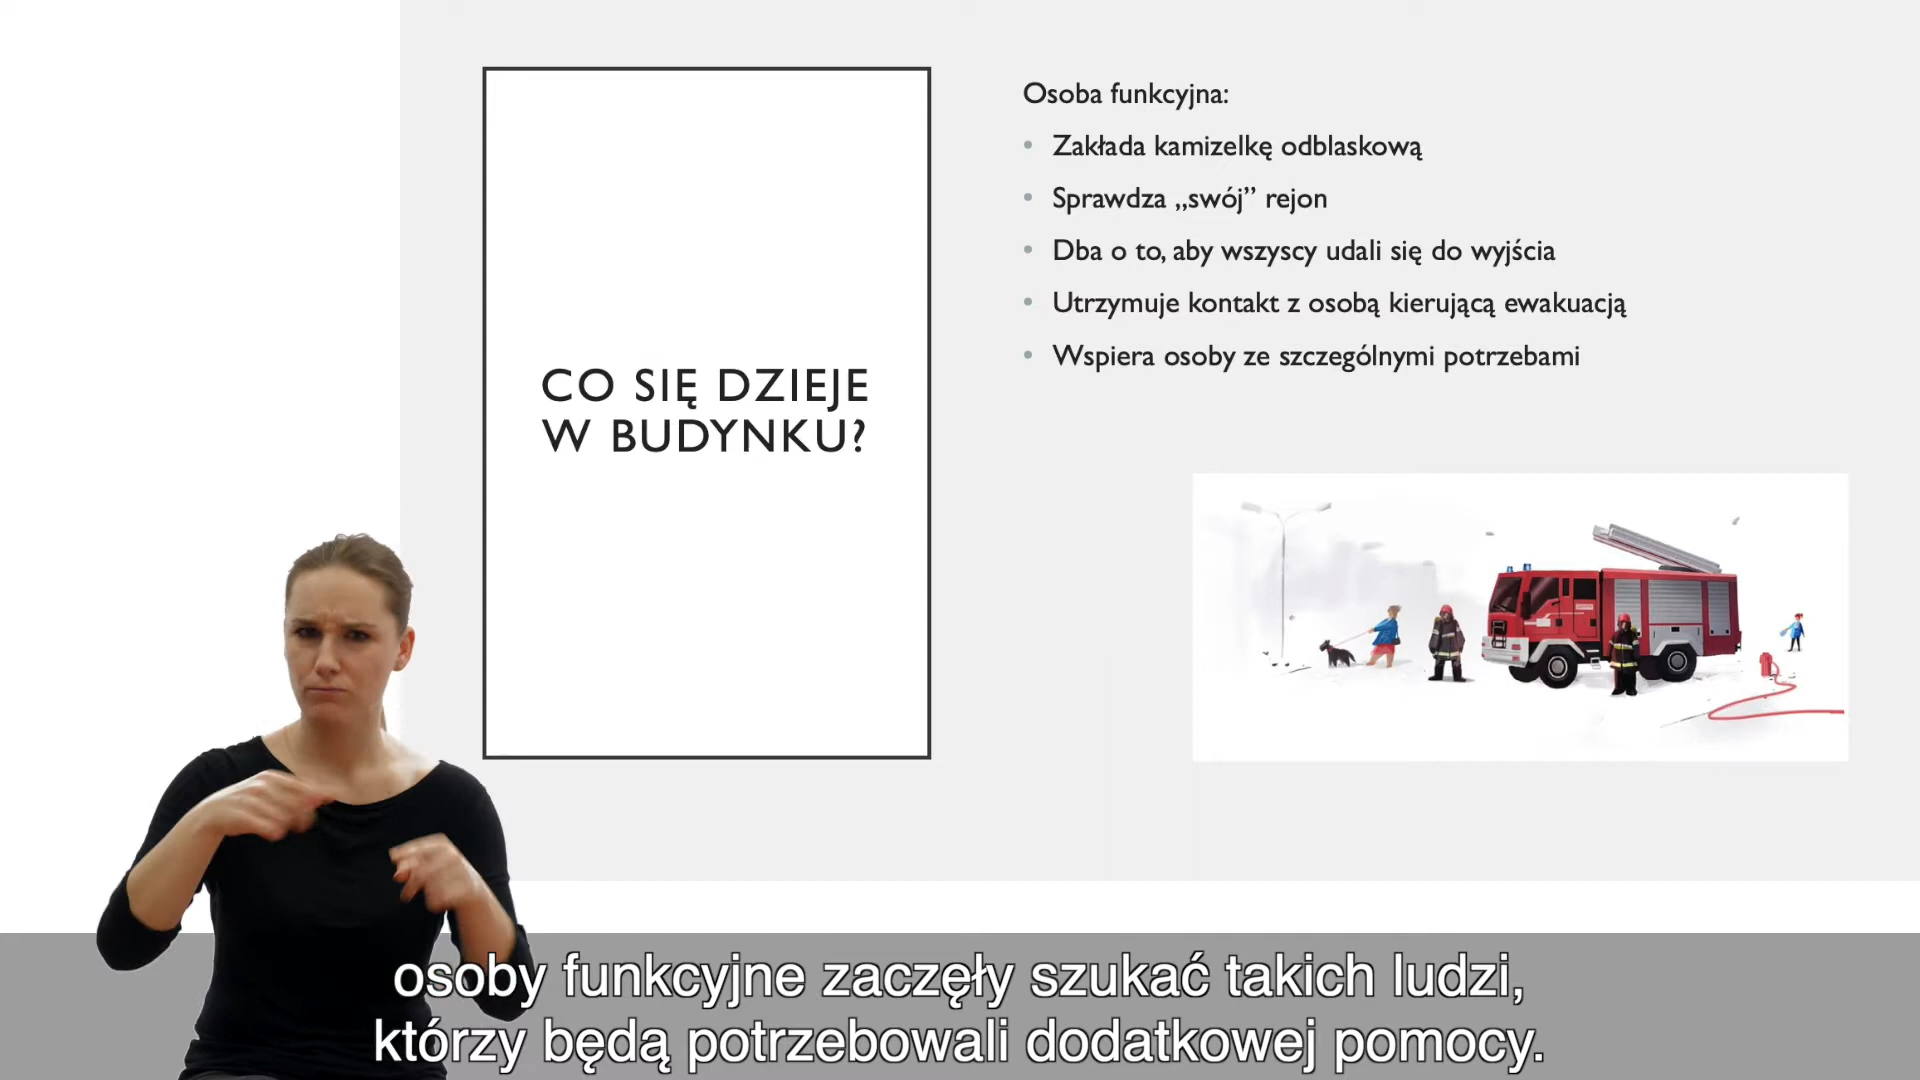 CO SIĘ DZIEJE
W BUDYNKU?
Osoba funkcyjna:
• Zakłada kamizelkę odblaskową
• Sprawdza „swój” rejon
• Dba o to, aby wszyscy udali się do wyjścia
• Utrzymuje kontakt z osobą kierującą ewakuacją
• Wspiera osoby ze szczególnymi potrzebami
osoby funkcyjne zaczęły szukać takich ludzi,
którzy będą potrzebowali dodatkowej pomocy.